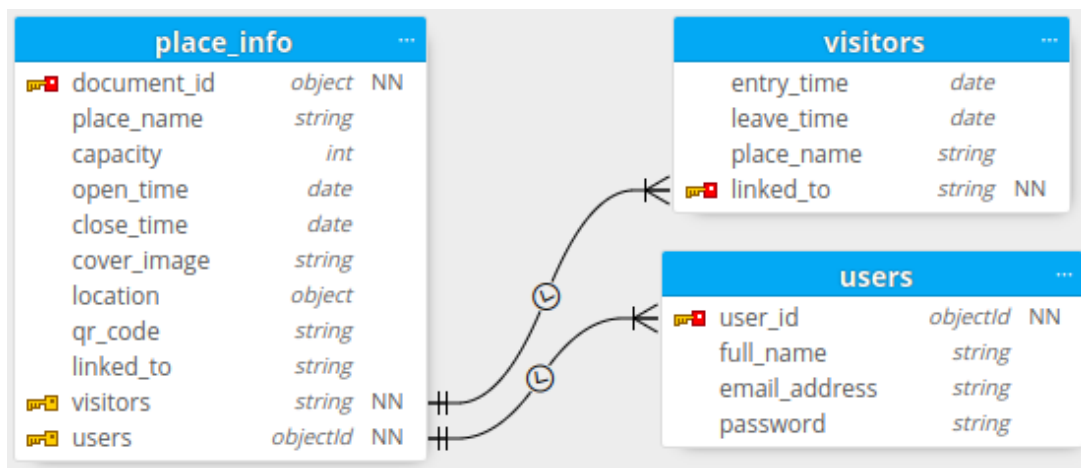 place_info ...
document_id object NN
place_name string
capacity int
open_time date
close_time date
cover_image string
location object
qr_code string
linked_to string
visitors string NN
users objectId NN
visitors ...
entry_time date
leave_time date
place_name string
linked_to string NN
users ...
user_id objectId NN
full_name string
email_address string
password string